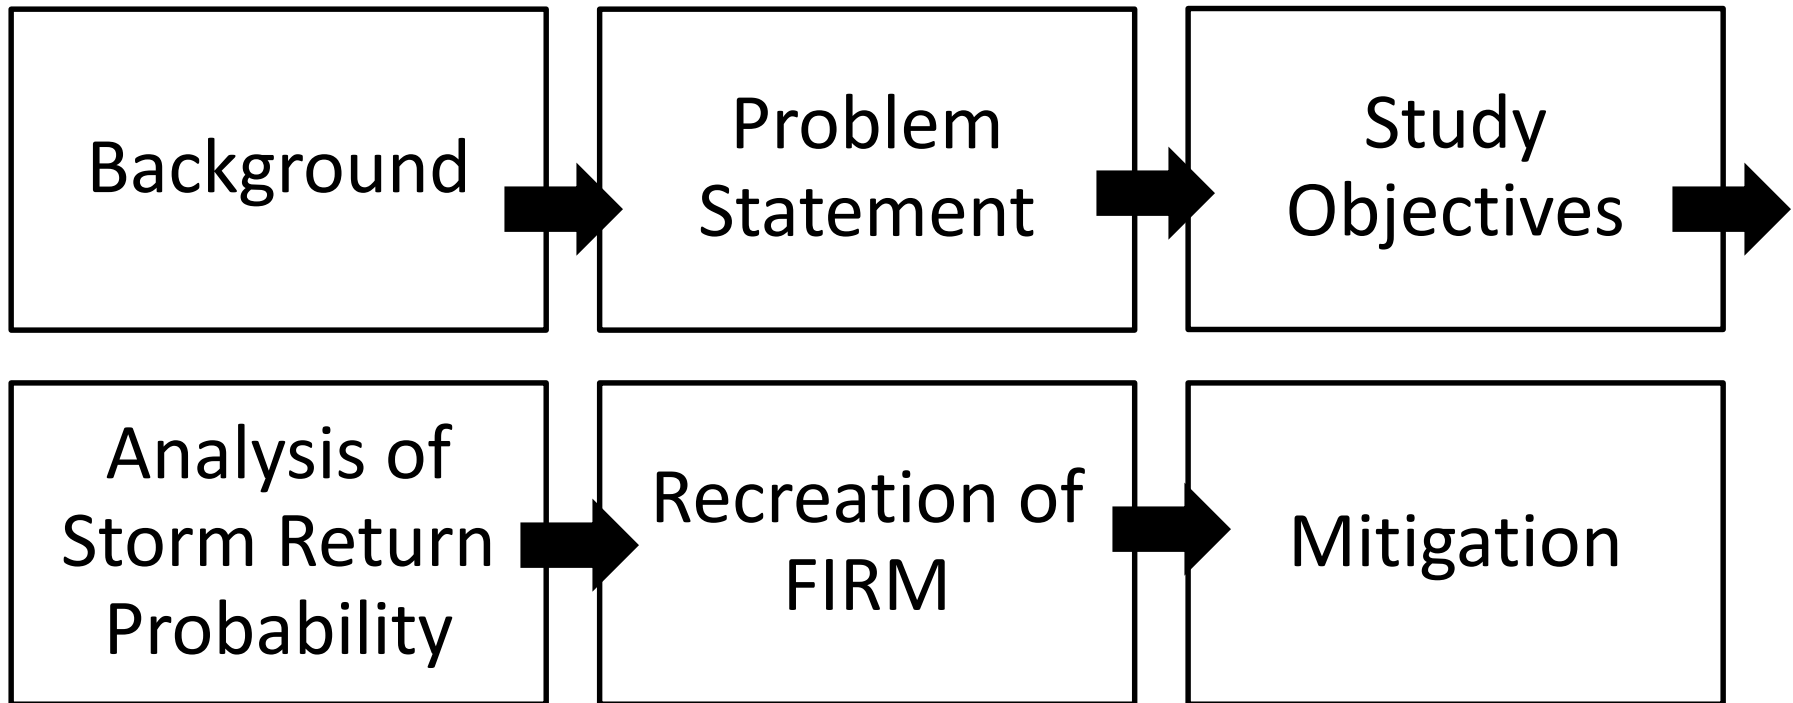 Background
Problem
Statement
Study
Objectives
Analysis of
Storm Return
Probability
Recreation of
FIRM
Mitigation